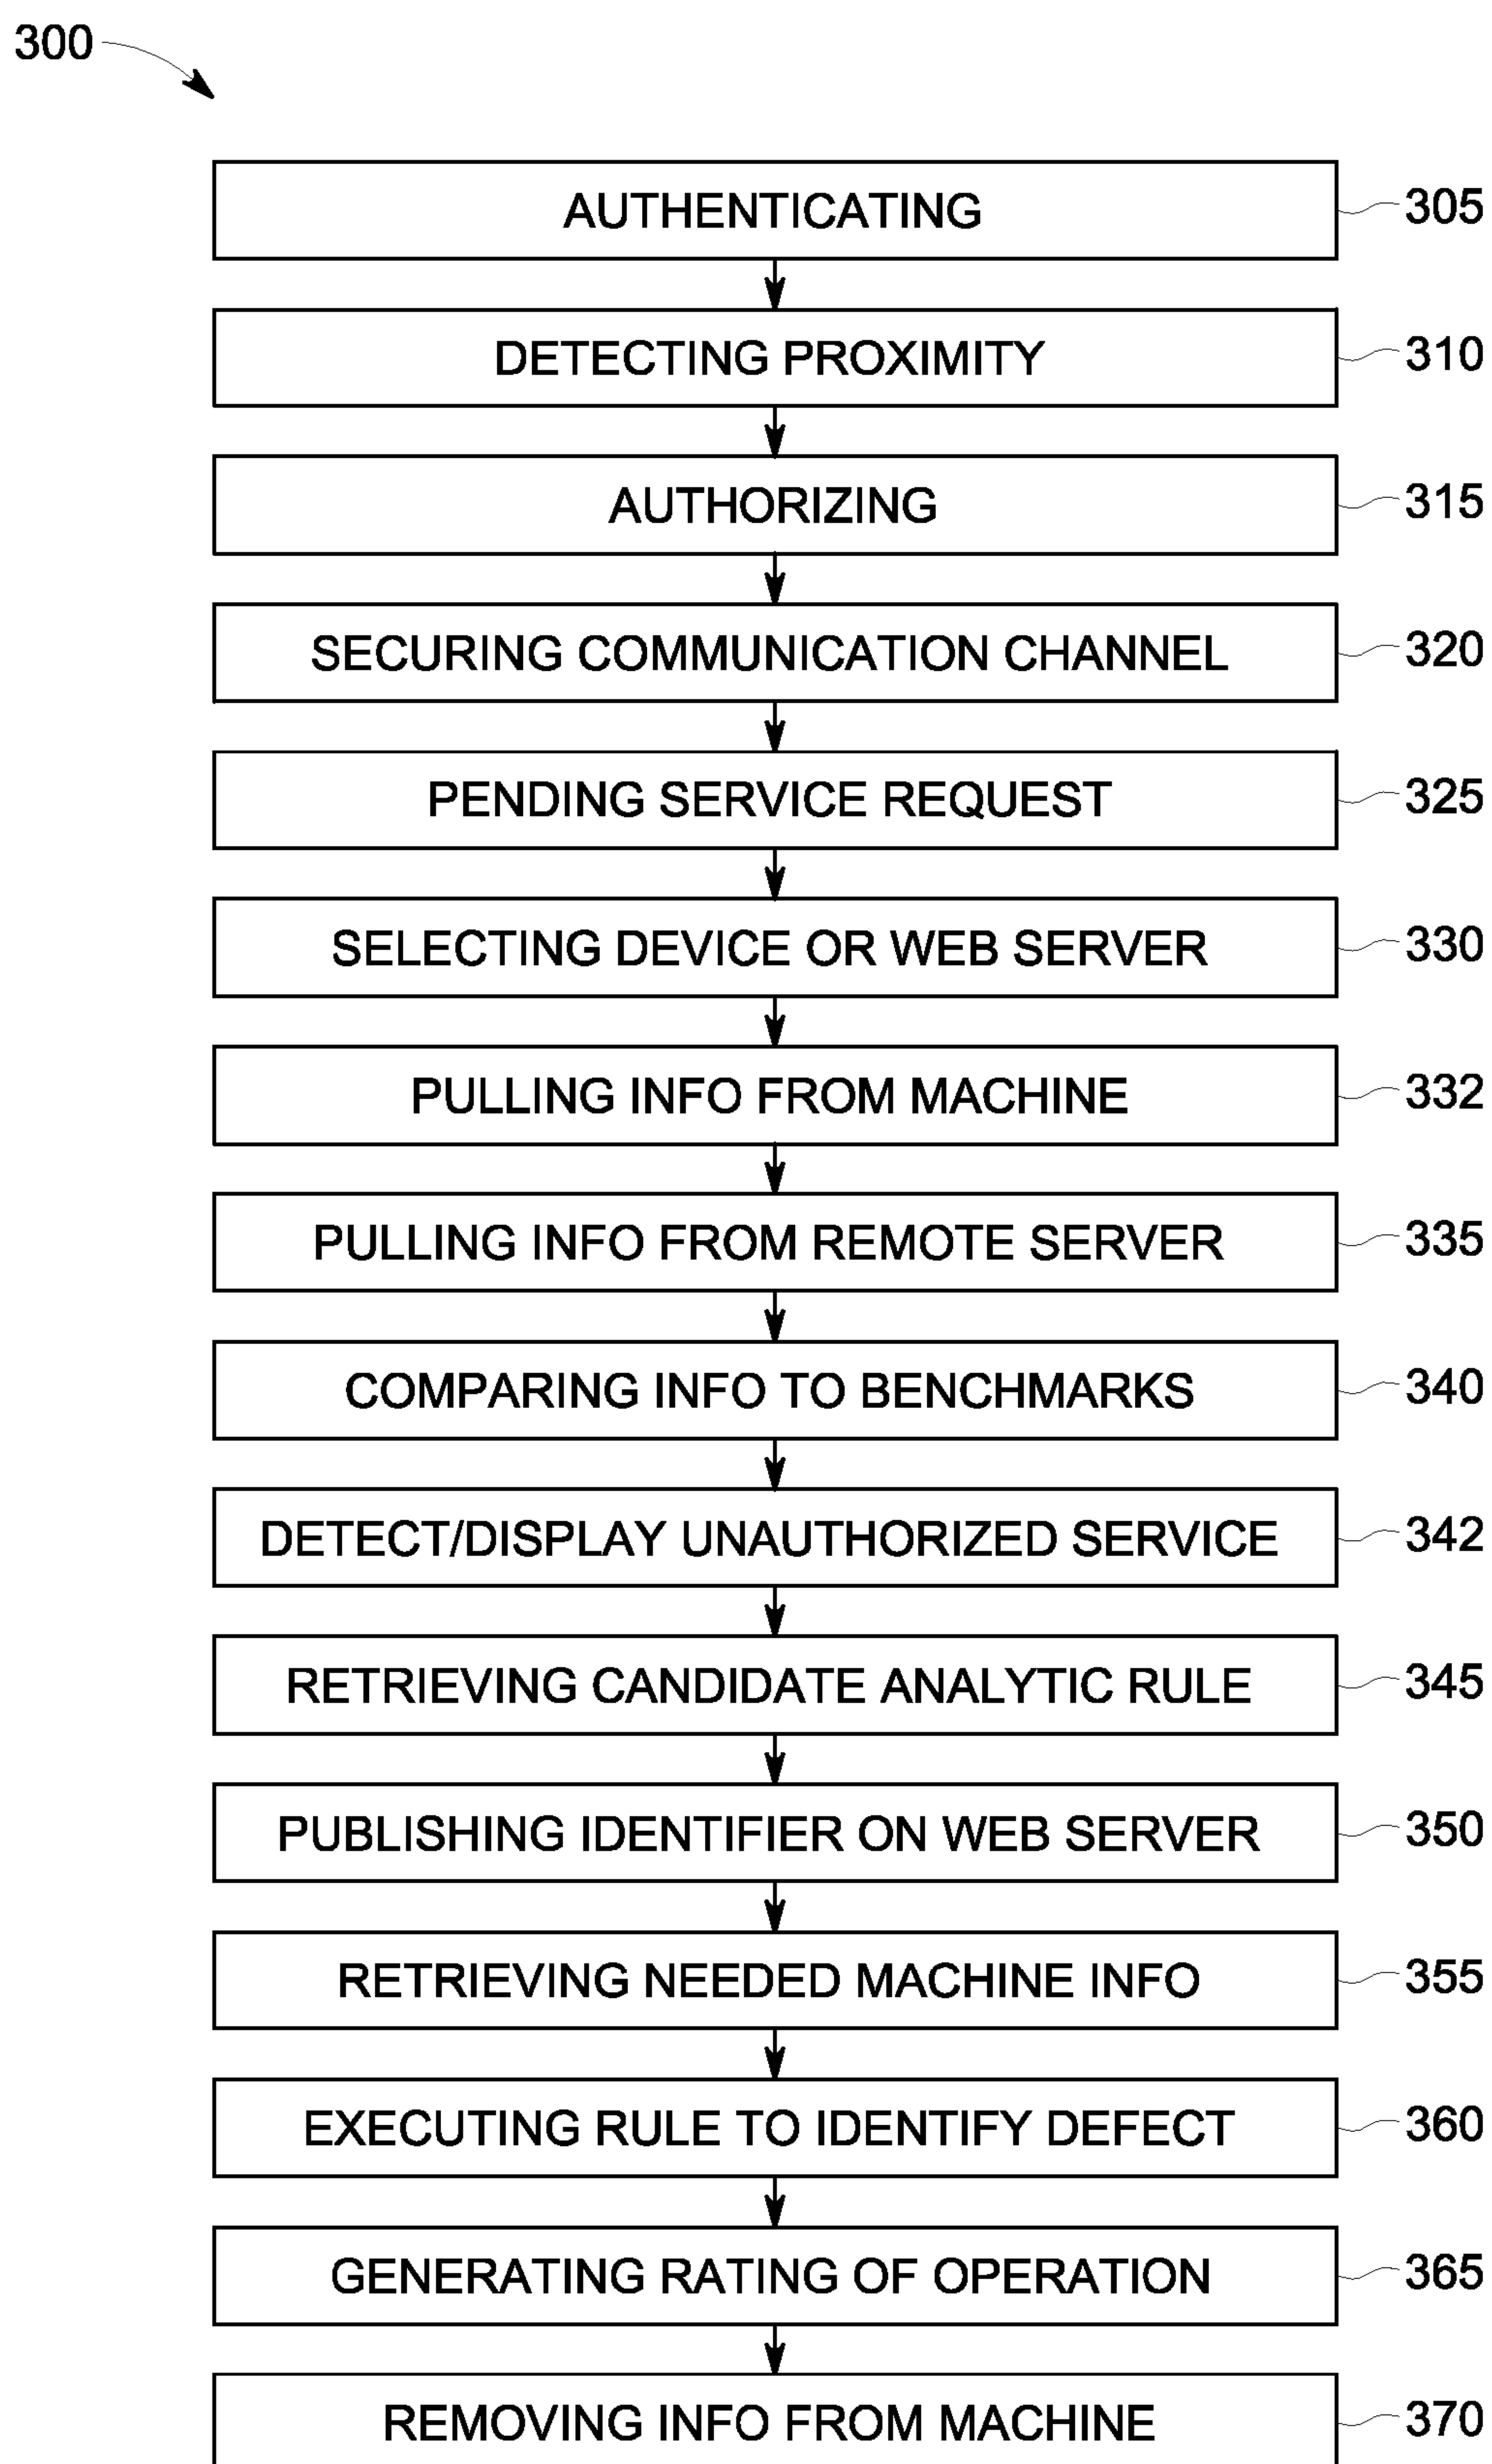 300
AUTHENTICATING 305
DETECTING PROXIMITY 310
AUTHORIZING 315
SECURING COMMUNICATION CHANNEL 320
PENDING SERVICE REQUEST 325
SELECTING DEVICE OR WEB SERVER 330
PULLING INFO FROM MACHINE 332
PULLING INFO FROM REMOTE SERVER 335
COMPARING INFO TO BENCHMARKS 340
DETECT/DISPLAY UNAUTHORIZED SERVICE 342
RETRIEVING CANDIDATE ANALYTIC RULE 345
PUBLISHING IDENTIFIER ON WEB SERVER 350
RETRIEVING NEEDED MACHINE INFO 355
EXECUTING RULE TO IDENTIFY DEFECT 360
GENERATING RATING OF OPERATION 365
REMOVING INFO FROM MACHINE 370